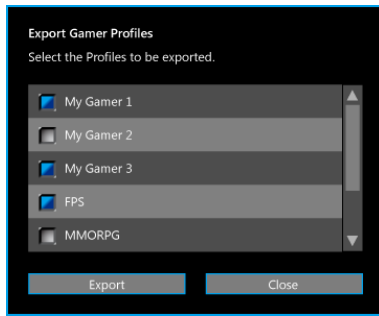 Export Gamer Profiles
Select the Profiles to be exported.
My Gamer 1
My Gamer 2
My Gamer 3
FPS
MMORPG
Export Close